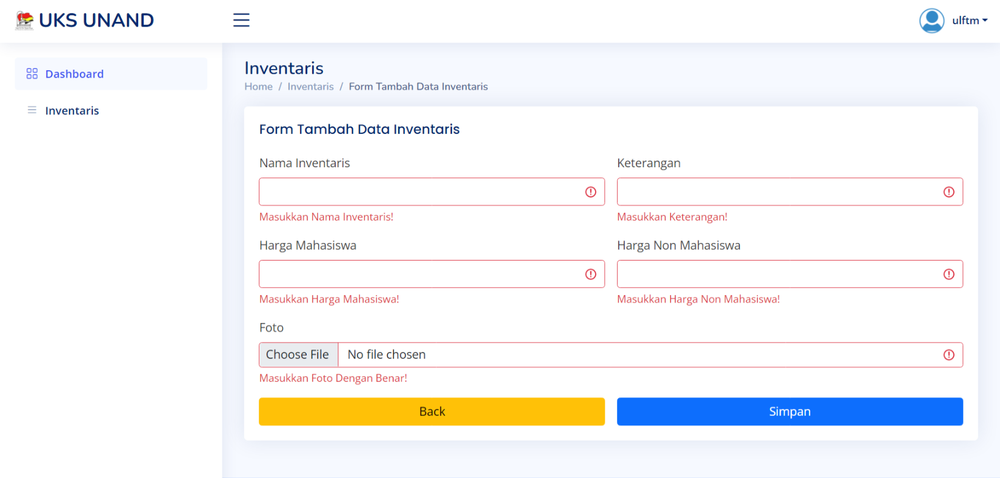 UKS UNAND
ulftm
Dashboard
Inventaris
Inventaris
Home / Inventaris / Form Tambah Data Inventaris
Form Tambah Data Inventaris
Nama Inventaris
Keterangan
Masukkan Nama Inventaris!
Masukkan Keterangan!
Harga Mahasiswa
Harga Non Mahasiswa
Masukkan Harga Mahasiswa!
Masukkan Harga Non Mahasiswa!
Foto
Choose File No file chosen
Masukkan Foto Dengan Benar!
Back
Simpan